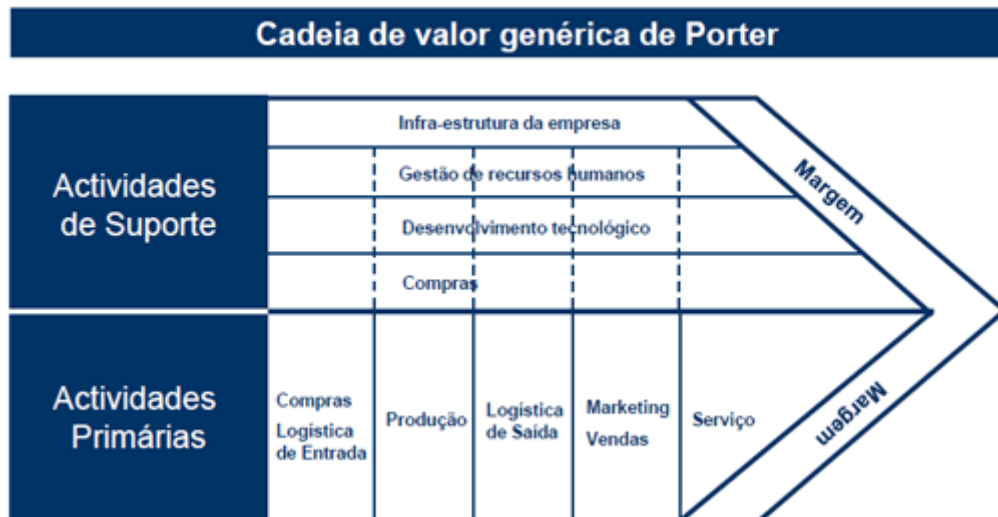 Cadeia de valor genérica de Porter
Actividades
de Suporte
Infra-estrutura da empresa
Gestão de recursos humanos
Desenvolvimento tecnológico
Compras
Margem
Actividades
Primárias
Compras
Logística
de Entrada
Produção
Logística
de Saída
Marketing
Vendas
Serviço
Margem